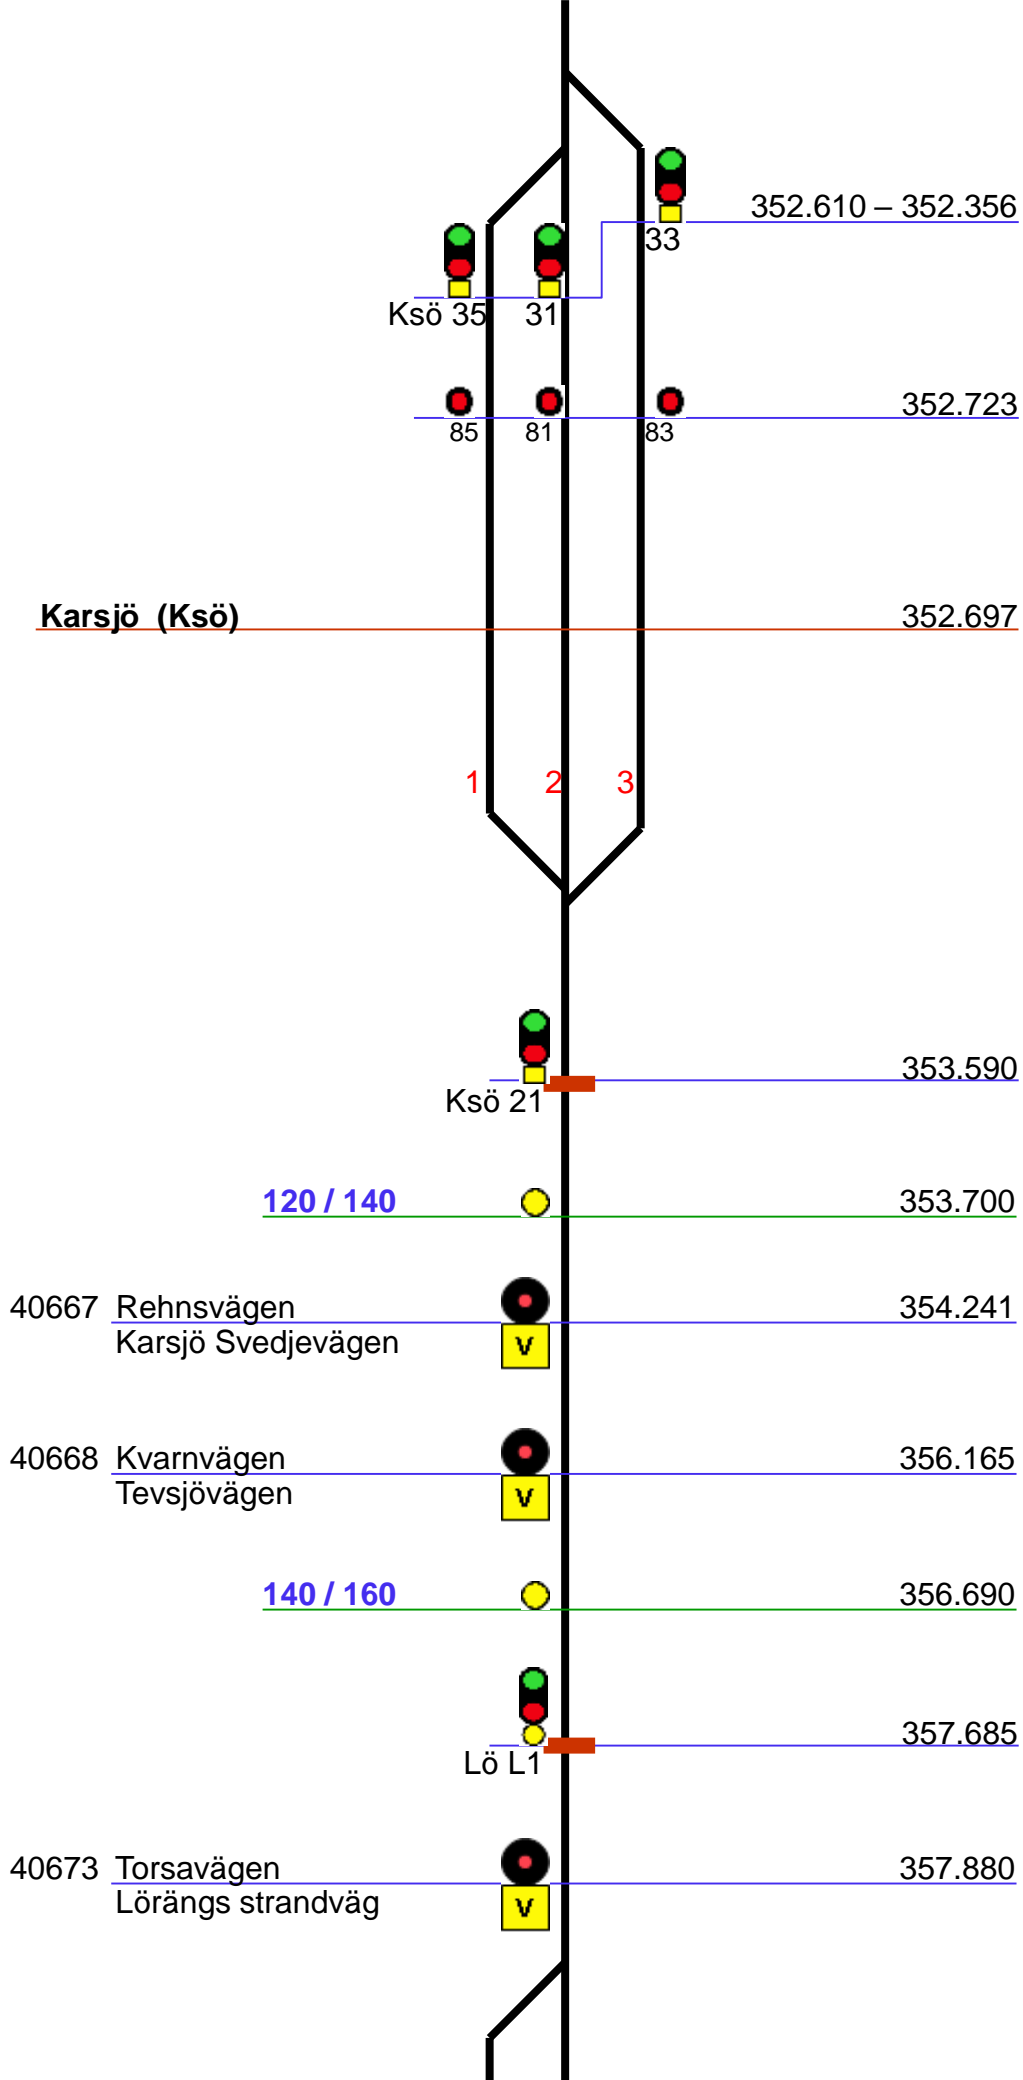 352.610 – 352.356
33
Ksö 35
31
352.723
85
81
83
Karsjö (Ksö)
352.697
1
2
3
353.590
Ksö 21
120 / 140
353.700
40667 Rehnsvägen
354.241
Karsjö Svedjevägen
V
40668 Kvarnvägen
356.165
Tevsjövägen
V
140 / 160
356.690
357.685
Lö L1
40673 Torsavägen
357.880
Lörängs strandväg
V